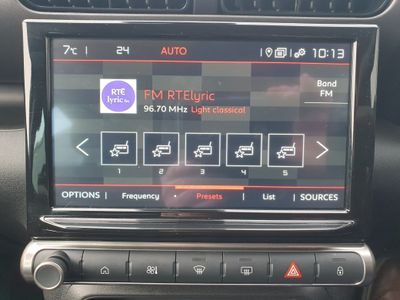 7°C 24 AUTO 10:13
RTÉ
lyric fm
FM RTElyric
96.70 MHz Light classical
Band
FM
1 2 3 4 5
OPTIONS Frequency Presets List SOURCES